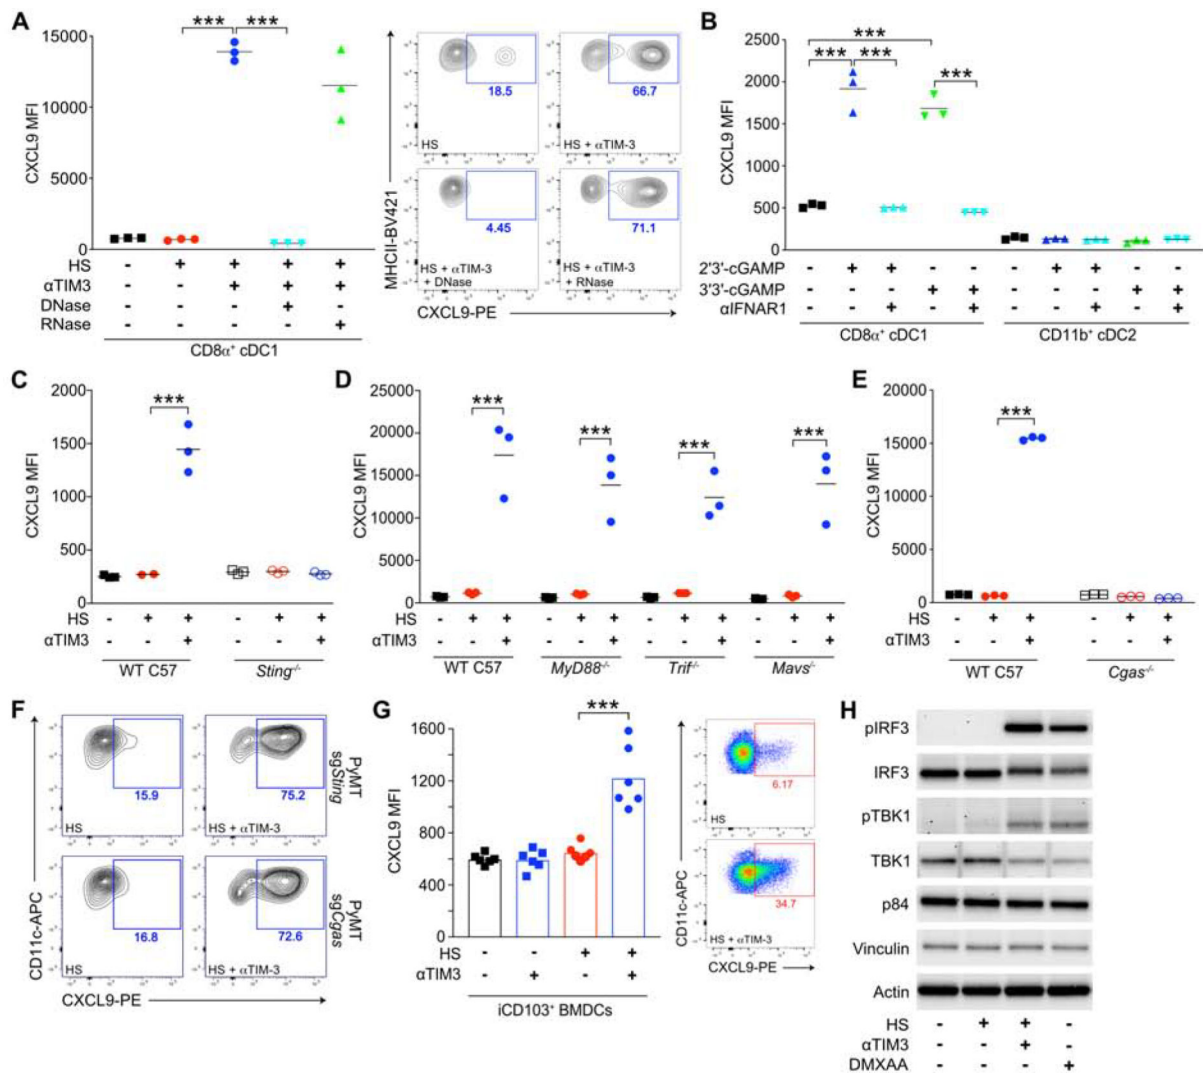 A
CXCL9 MFI
15000
10000
5000
0
***
***
HS - + + + +
αTIM3 - - + + +
DNase - - - + -
RNase - - - - +
CD8α⁺ cDC1
MHCII-BV421
18.5
HS
66.7
HS + αTIM-3
4.45
HS + αTIM-3
+ DNase
71.1
HS + αTIM-3
+ RNase
CXCL9-PE
B
CXCL9 MFI
2500
2000
1500
1000
500
0
***
*** ***
***
2'3'-cGAMP - + + - - - + + - -
3'3'-cGAMP - - - + + - - - + +
αIFNAR1 - - + - + - - + - +
CD8α⁺ cDC1 CD11b⁺ cDC2
C
CXCL9 MFI
2000
1500
1000
500
0
***
HS - + + - + +
αTIM3 - - + - - +
WT C57 Sting⁻/⁻
D
CXCL9 MFI
25000
20000
15000
10000
5000
0
*** *** *** ***
HS - + + - + + - + + - + +
αTIM3 - - + - - + - - + - - +
WT C57 MyD88⁻/⁻ Trif⁻/⁻ Mavs⁻/⁻
E
CXCL9 MFI
20000
15000
10000
5000
0
***
HS - + + - + +
αTIM3 - - + - - +
WT C57 Cgas⁻/⁻
F
CD11c-APC
15.9
HS
75.2
HS + αTIM-3
PyMT
sgSting
16.8
HS
72.6
HS + αTIM-3
PyMT
sgCgas
CXCL9-PE
G
CXCL9 MFI
1600
1200
800
400
0
***
HS - - + +
αTIM3 - + - +
iCD103⁺ BMDCs
CD11c-APC
6.17
HS
34.7
HS + αTIM-3
CXCL9-PE
H
pIRF3
IRF3
pTBK1
TBK1
p84
Vinculin
Actin
HS - + + -
αTIM3 - - + -
DMXAA - - - +